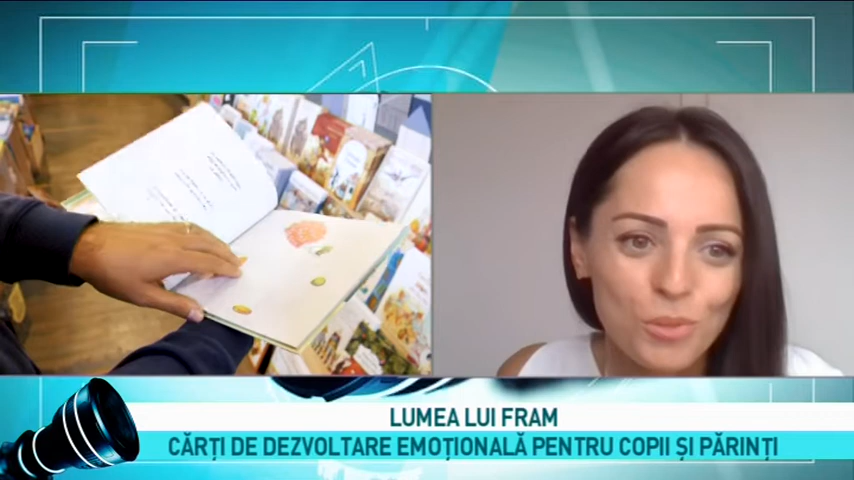 LUMEA LUI FRAM
CĂRȚI DE DEZVOLTARE EMOȚIONALĂ PENTRU COPII ȘI PĂRINȚI